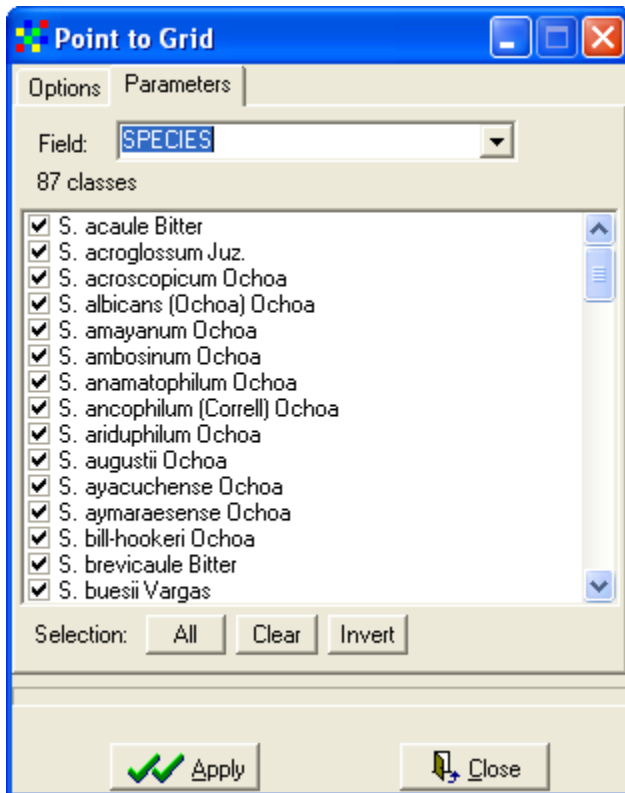 Point to Grid
Options Parameters
Field: SPECIES
87 classes
S. acaule Bitter
S. acroglossum Juz.
S. acroscopicum Ochoa
S. albicans (Ochoa) Ochoa
S. amayanum Ochoa
S. ambosinum Ochoa
S. anamatophilum Ochoa
S. ancophilum (Correll) Ochoa
S. ariduphilum Ochoa
S. augustii Ochoa
S. ayacuchense Ochoa
S. aymaraesense Ochoa
S. bill-hookeri Ochoa
S. brevicaule Bitter
S. buesii Vargas
Selection: All Clear Invert
Apply Close